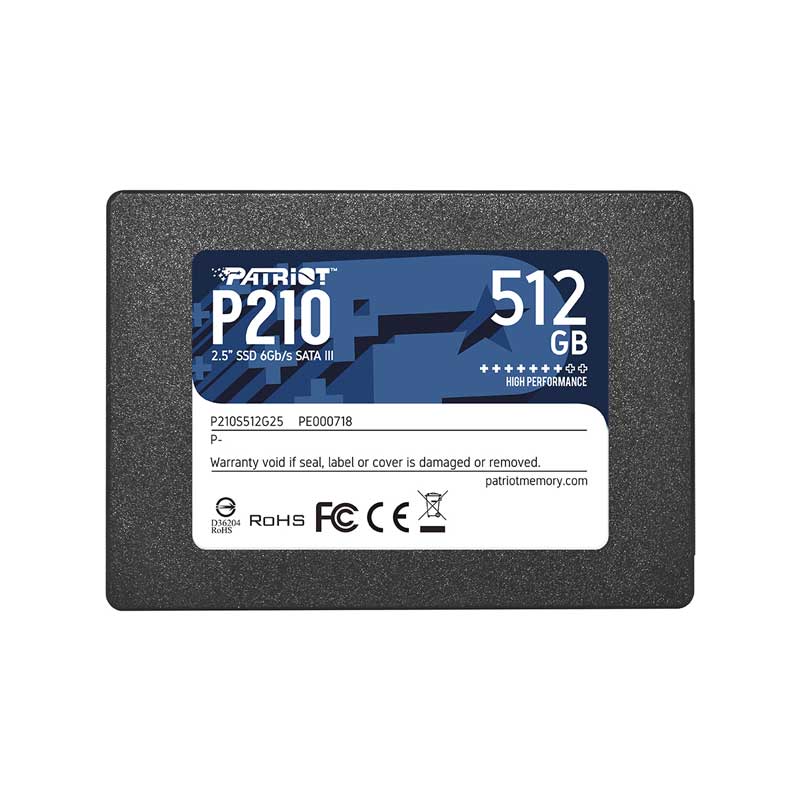 PATRIOT™
P210
2.5" SSD 6Gb/s SATA III
512
GB
HIGH PERFORMANCE
P210S512G25 PE000718
P-
Warranty void if seal, label or cover is damaged or removed.
patriotmemory.com
D36204
RoHS
RoHS FC CE